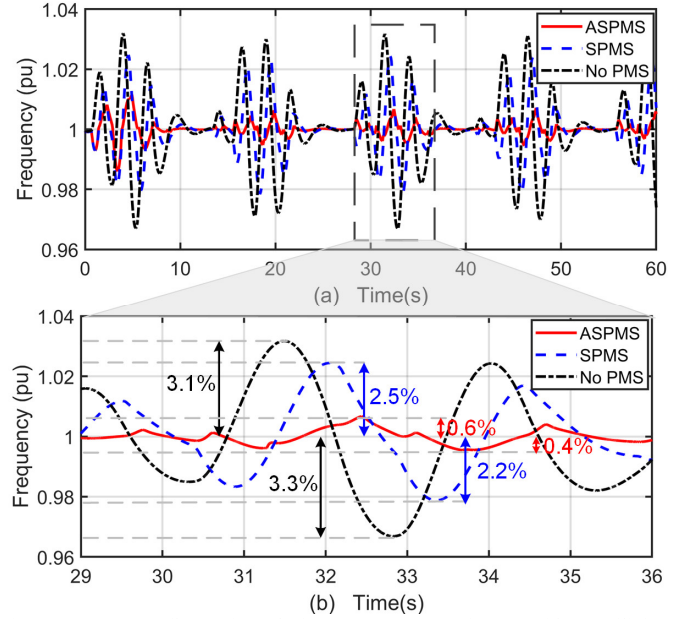 1.04
1.02
1
0.98
0.96
Frequency (pu)
ASPMS
SPMS
No PMS
0 10 20 30 40 50 60
(a) Time(s)
1.04
1.02
1
0.98
0.96
Frequency (pu)
ASPMS
SPMS
No PMS
3.1%
2.5%
0.6%
0.4%
3.3%
2.2%
29 30 31 32 33 34 35 36
(b) Time(s)